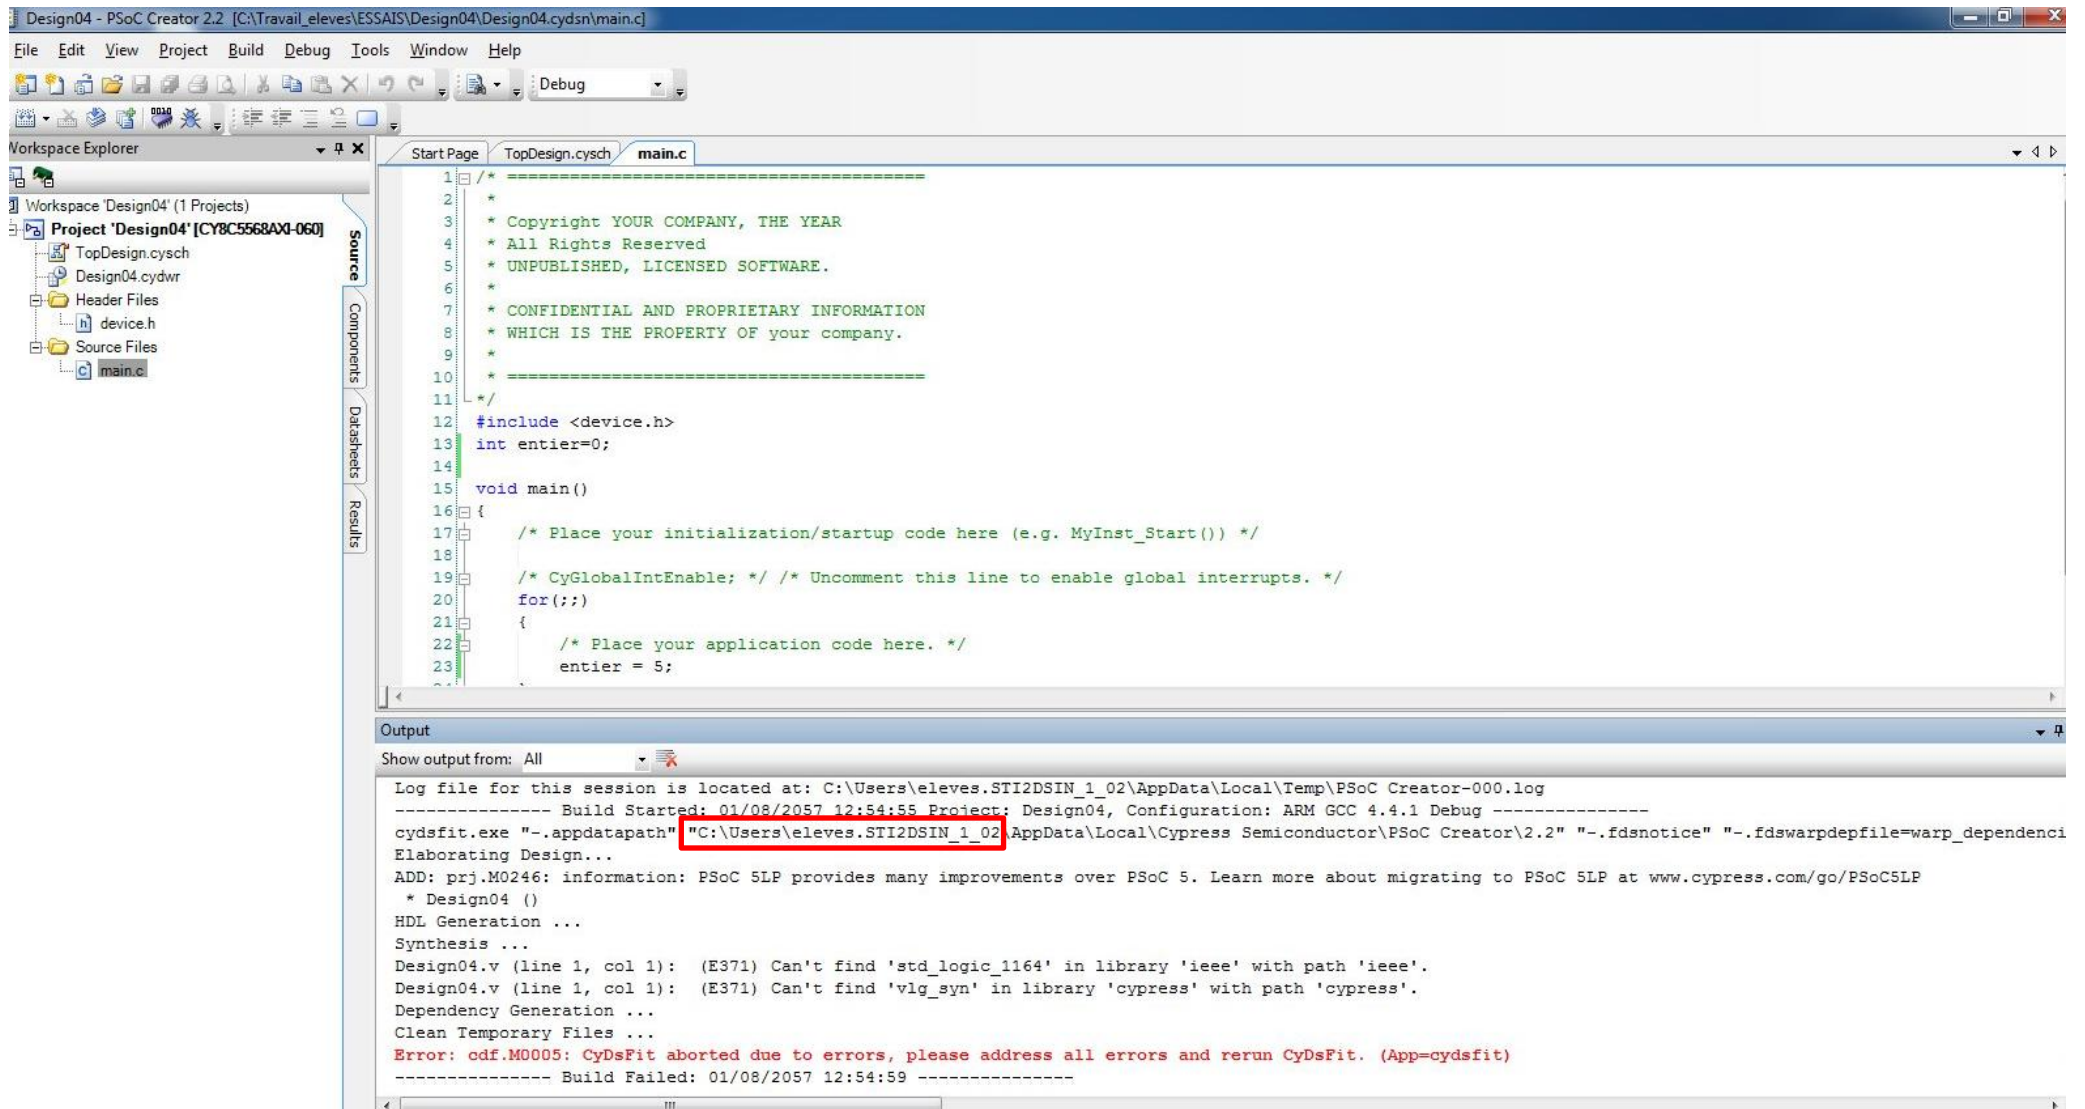 Design04 - PSoC Creator 2.2 [C:\Travail_eleves\ESSAIS\Design04\Design04.cydsn\main.c]
File Edit View Project Build Debug Tools Window Help
Debug
Workspace Explorer
Start Page TopDesign.cysch main.c
Workspace 'Design04' (1 Projects)
Project 'Design04' [CY8C5568AXI-060]
TopDesign.cysch
Design04.cydwr
Header Files
device.h
Source Files
main.c
Source
Components
Datasheets
Results
1 /* ========================================
2 *
3 * Copyright YOUR COMPANY, THE YEAR
4 * All Rights Reserved
5 * UNPUBLISHED, LICENSED SOFTWARE.
6 *
7 * CONFIDENTIAL AND PROPRIETARY INFORMATION
8 * WHICH IS THE PROPERTY OF your company.
9 *
10 * ========================================
11 */
12 #include <device.h>
13 int entier=0;
14
15 void main()
16 {
17 /* Place your initialization/startup code here (e.g. MyInst_Start()) */
18
19 /* CyGlobalIntEnable; */ /* Uncomment this line to enable global interrupts. */
20 for(;;)
21 {
22 /* Place your application code here. */
23 entier = 5;
Output
Show output from: All
Log file for this session is located at: C:\Users\eleves.STI2DSIN_1_02\AppData\Local\Temp\PSoC Creator-000.log
--------------- Build Started: 01/08/2057 12:54:55 Project: Design04, Configuration: ARM GCC 4.4.1 Debug ---------------
cydsfit.exe "-.appdatapath" "C:\Users\eleves.STI2DSIN_1_02\AppData\Local\Cypress Semiconductor\PSoC Creator\2.2" "-.fdsnotice" "-.fdswarpdepfile=warp_dependenci
Elaborating Design...
ADD: prj.M0246: information: PSoC 5LP provides many improvements over PSoC 5. Learn more about migrating to PSoC 5LP at www.cypress.com/go/PSoC5LP
* Design04 ()
HDL Generation ...
Synthesis ...
Design04.v (line 1, col 1): (E371) Can't find 'std_logic_1164' in library 'ieee' with path 'ieee'.
Design04.v (line 1, col 1): (E371) Can't find 'vlg_syn' in library 'cypress' with path 'cypress'.
Dependency Generation ...
Clean Temporary Files ...
Error: cdf.M0005: CyDsFit aborted due to errors, please address all errors and rerun CyDsFit. (App=cydsfit)
--------------- Build Failed: 01/08/2057 12:54:59 ---------------